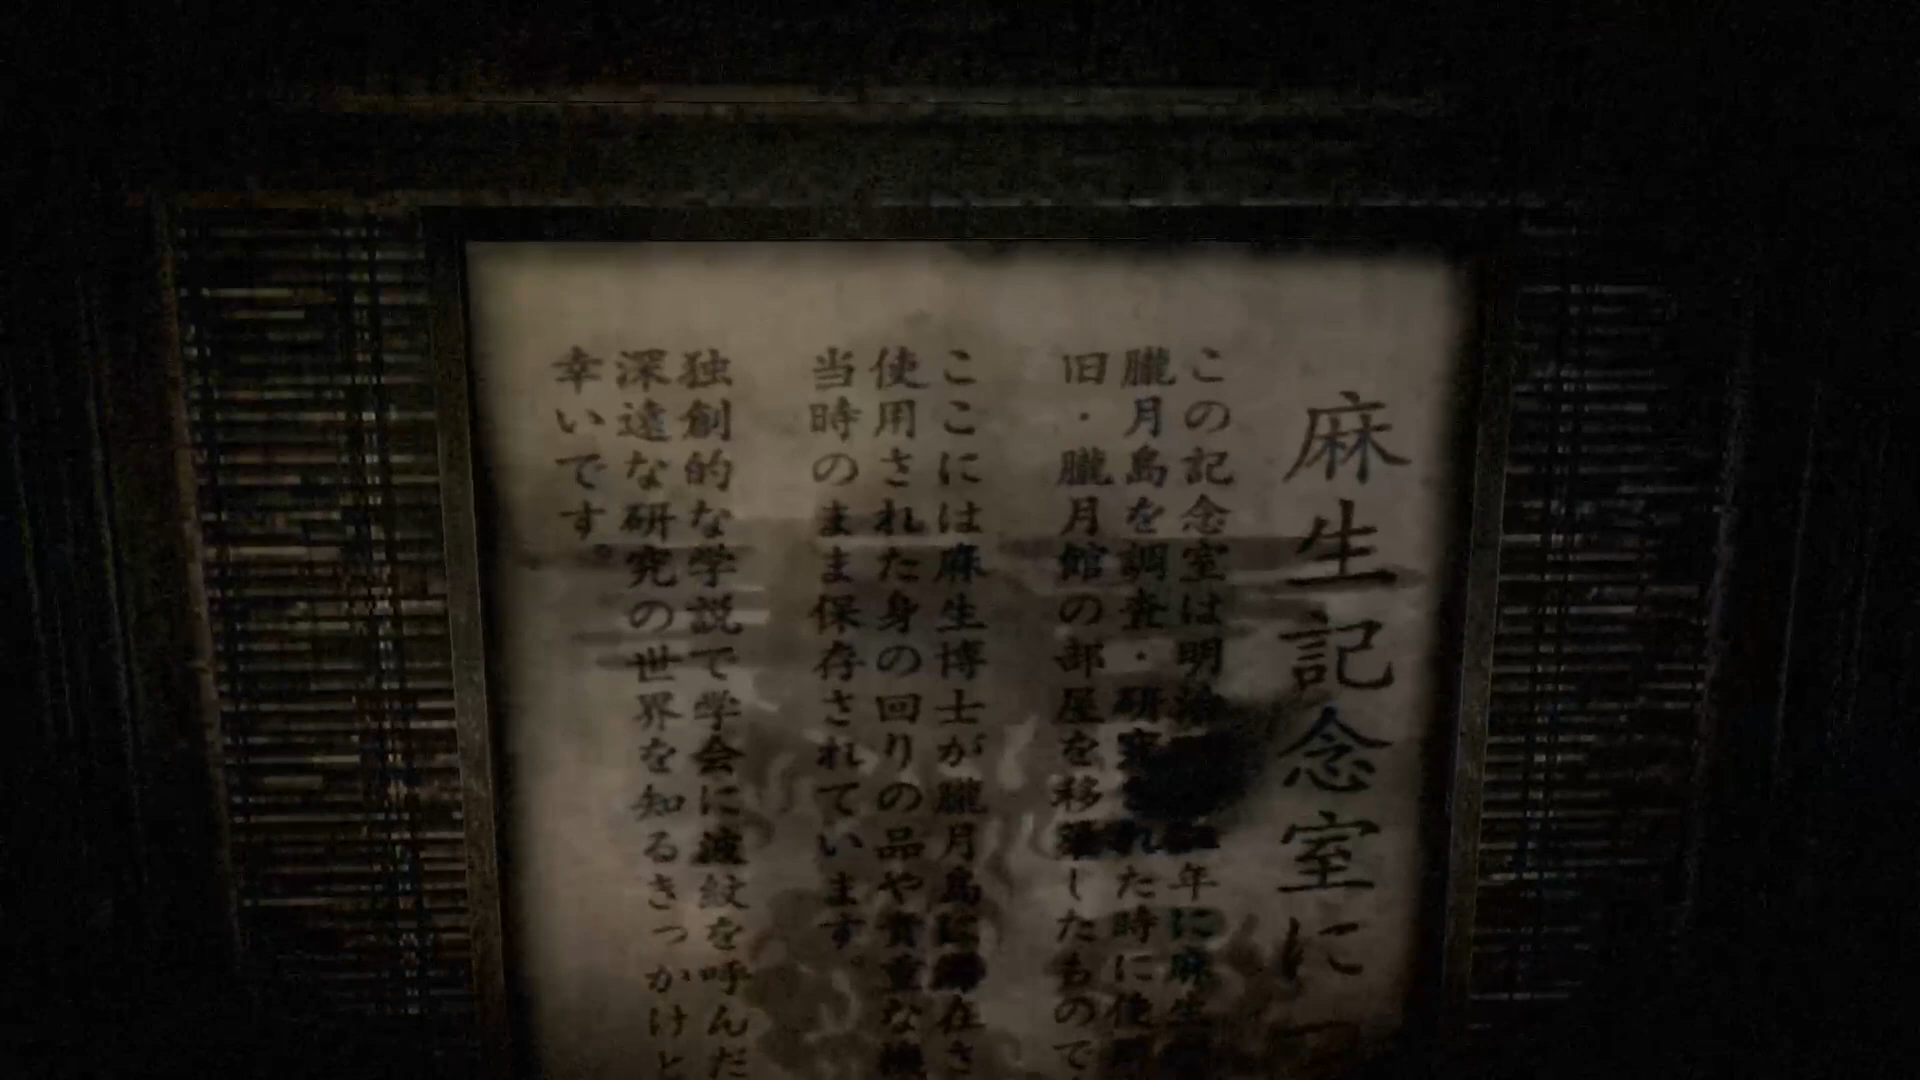 麻生記念室に
この記念室は明治 年に麻生
朧月島を調査・研究された時に使
旧・朧月館の部屋を移築したもので
ここには麻生博士が朧月島に滞在さ
使用された身の回りの品や貴重な
当時のまま保存されています。
独創的な学説で学会に波紋を呼んだ
深遠な研究の世界を知るきっかけと
幸いです。